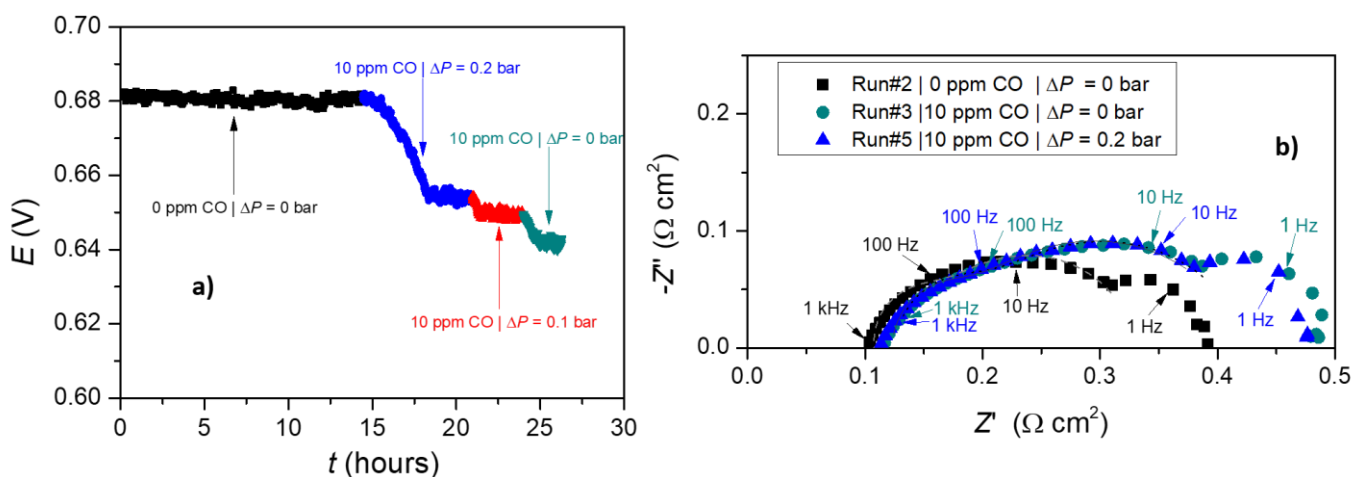 0.70
0.68
0.66
0.64
0.62
0.60
E (V)
0
5
10
15
20
25
30
t (hours)
10 ppm CO | ΔP = 0.2 bar
10 ppm CO | ΔP = 0 bar
0 ppm CO | ΔP = 0 bar
10 ppm CO | ΔP = 0.1 bar
a)
0.2
0.1
0.0
-Z" (Ω cm²)
Run#2 | 0 ppm CO | ΔP = 0 bar
Run#3 |10 ppm CO | ΔP = 0 bar
Run#5 |10 ppm CO | ΔP = 0.2 bar
b)
100 Hz
100 Hz
100 Hz
10 Hz
10 Hz
1 Hz
1 kHz
1 kHz
1 kHz
10 Hz
1 Hz
1 Hz
0.0
0.1
0.2
0.3
0.4
0.5
Z' (Ω cm²)